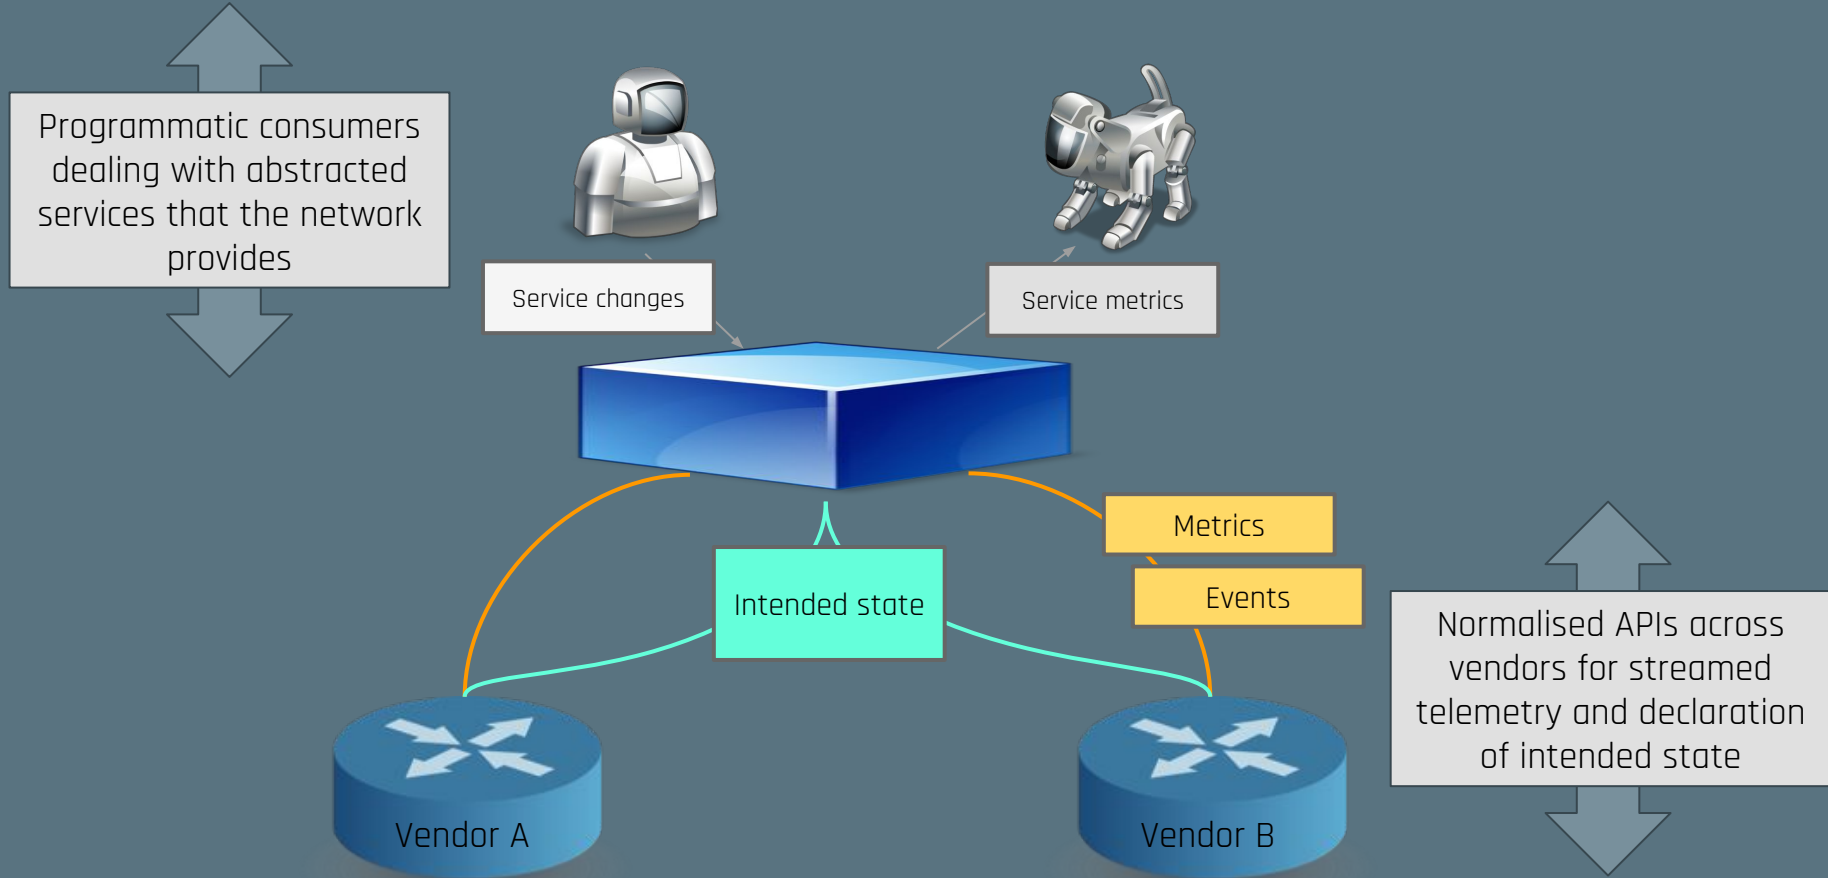 Programmatic consumers
dealing with abstracted
services that the network
provides
Service changes
Service metrics
Metrics
Events
Intended state
Normalised APIs across
vendors for streamed
telemetry and declaration
of intended state
Vendor A
Vendor B